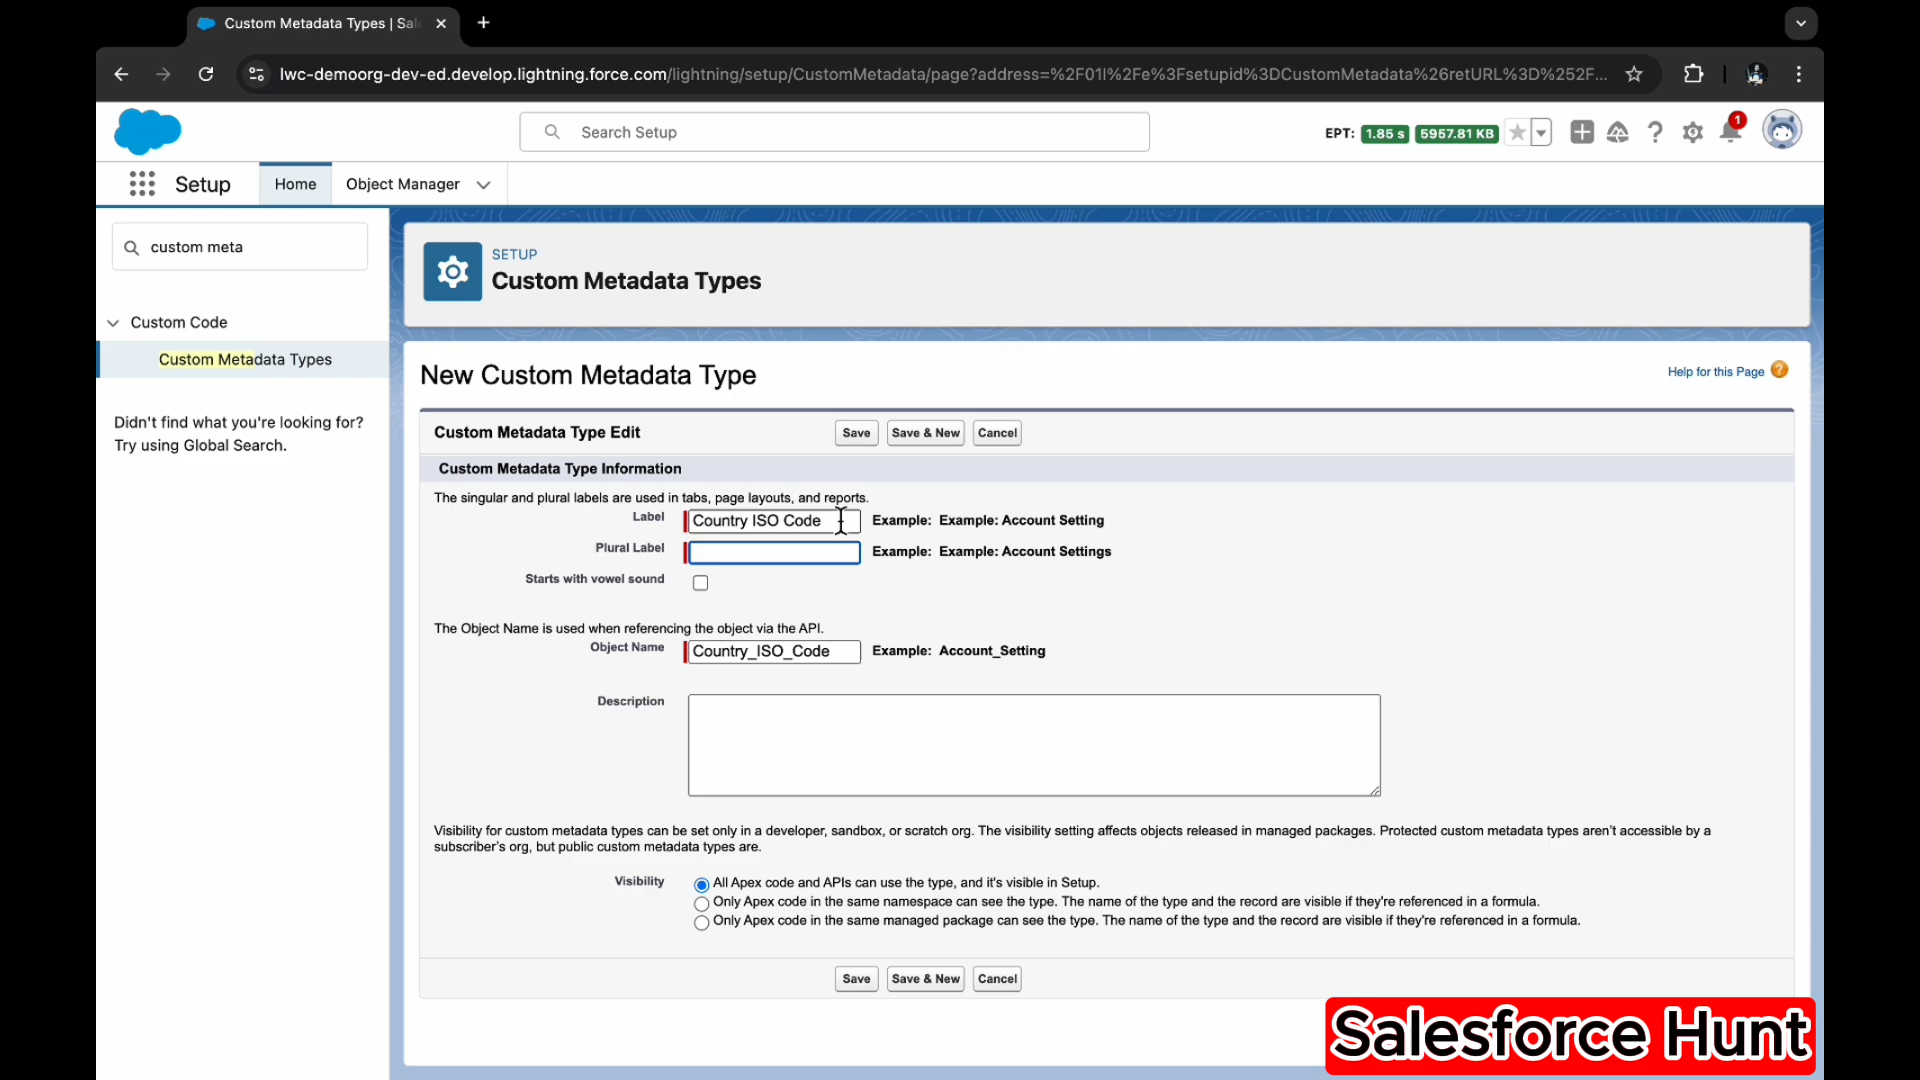 Custom Metadata Types | Sal
lwc-demoorg-dev-ed.develop.lightning.force.com/lightning/setup/CustomMetadata/page?address=%2F01I%2Fe%3Fsetupid%3DCustomMetadata%26retURL%3D%252F...
Search Setup
EPT: 1.85 s 5957.81 KB
1
Setup
Home
Object Manager
custom meta
Custom Code
Custom Metadata Types
Didn't find what you're looking for?
Try using Global Search.
SETUP
Custom Metadata Types
New Custom Metadata Type
Help for this Page
Custom Metadata Type Edit
Save
Save & New
Cancel
Custom Metadata Type Information
The singular and plural labels are used in tabs, page layouts, and reports.
Label
Country ISO Code
Example: Example: Account Setting
Plural Label
Example: Example: Account Settings
Starts with vowel sound
The Object Name is used when referencing the object via the API.
Object Name
Country_ISO_Code
Example: Account_Setting
Description
Visibility for custom metadata types can be set only in a developer, sandbox, or scratch org. The visibility setting affects objects released in managed packages. Protected custom metadata types aren't accessible by a
subscriber's org, but public custom metadata types are.
Visibility
All Apex code and APIs can use the type, and it's visible in Setup.
Only Apex code in the same namespace can see the type. The name of the type and the record are visible if they're referenced in a formula.
Only Apex code in the same managed package can see the type. The name of the type and the record are visible if they're referenced in a formula.
Save
Save & New
Cancel
Salesforce Hunt